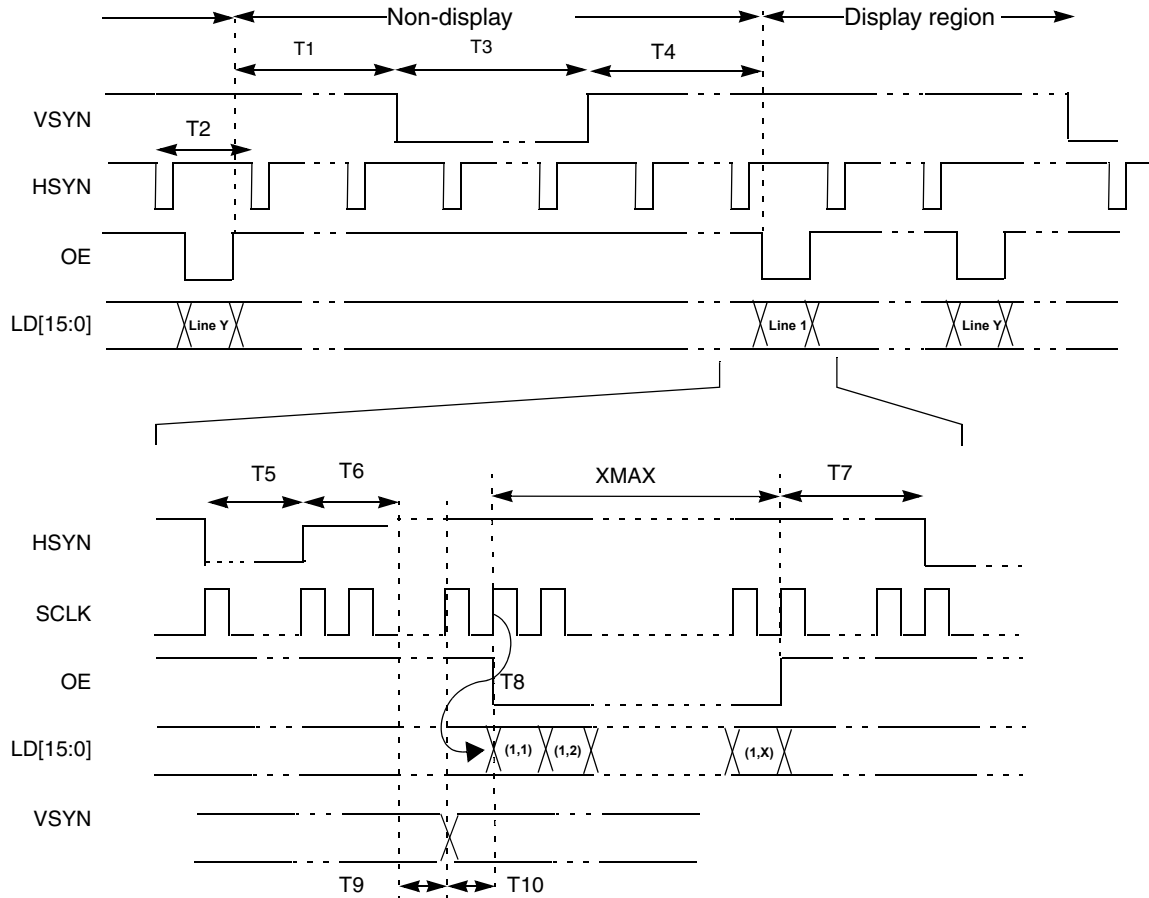 Non-display
Display region
T1
T3
T4
VSYN
T2
HSYN
OE
LD[15:0]
Line Y
Line 1
Line Y
T5
T6
XMAX
T7
HSYN
SCLK
OE
T8
LD[15:0]
(1,1)
(1,2)
(1,X)
VSYN
T9
T10